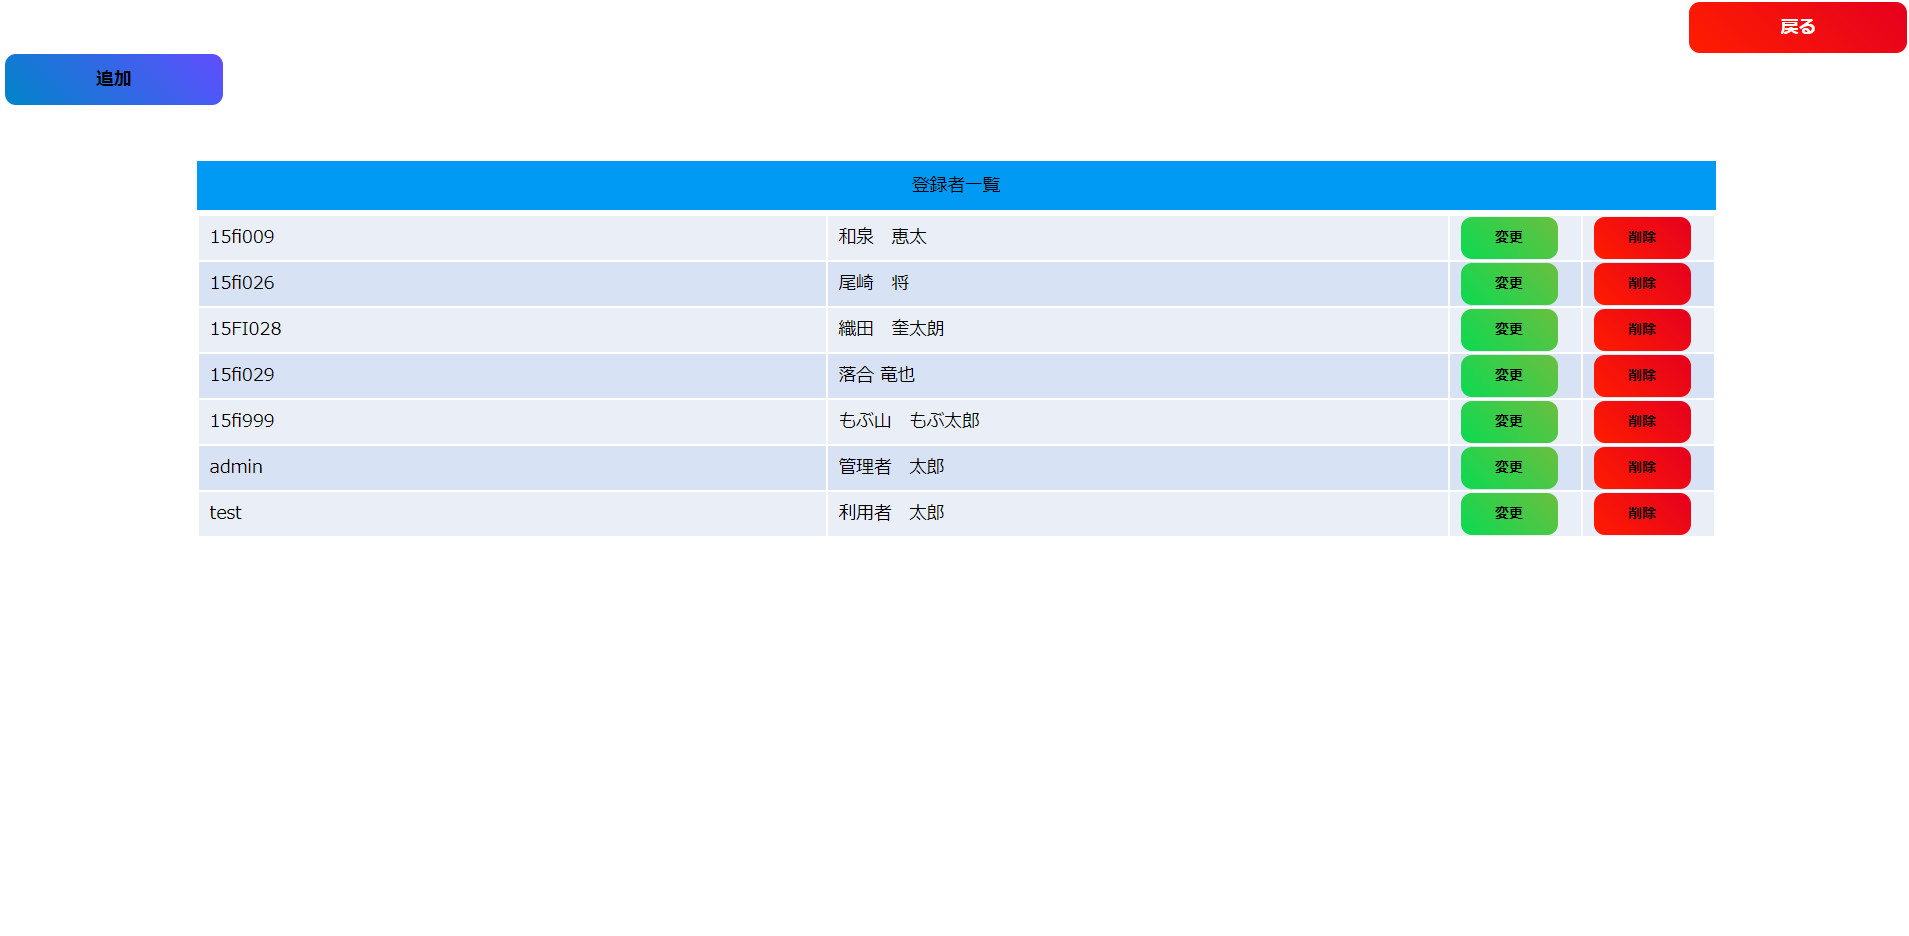 戻る
追加
登録者一覧
15fi009 和泉　恵太 変更 削除
15fi026 尾崎　将 変更 削除
15FI028 織田　奎太朗 変更 削除
15fi029 落合 竜也 変更 削除
15fi999 もぶ山　もぶ太郎 変更 削除
admin 管理者　太郎 変更 削除
test 利用者　太郎 変更 削除